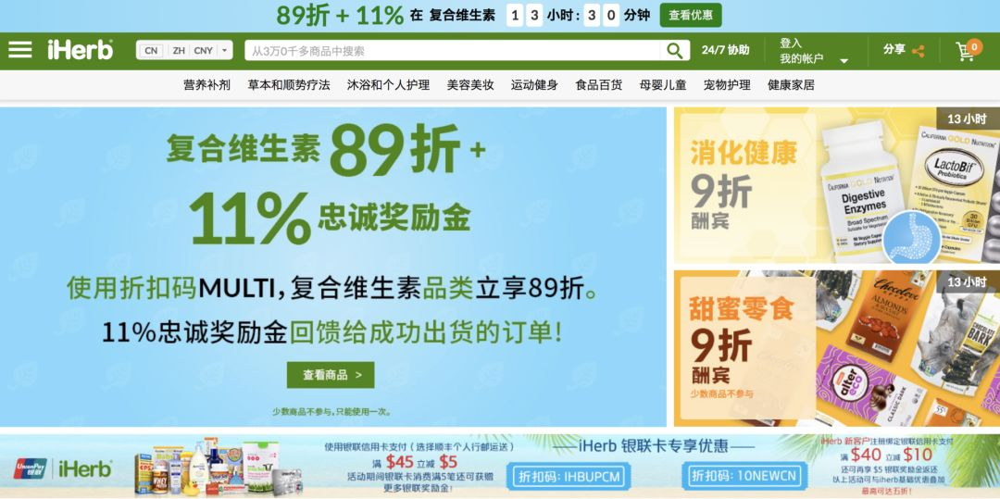 89折 + 11% 在 复合维生素 1 3 小时 : 3 0 分钟 查看优惠
iHerb CN ZH CNY 从3万0千多商品中搜索 24/7 协助 登入 我的帐户 分享 0
营养补剂 草本和顺势疗法 沐浴和个人护理 美容美妆 运动健身 食品百货 母婴儿童 宠物护理 健康家居
复合维生素 89折 +
11% 忠诚奖励金
使用折扣码MULTI，复合维生素品类立享89折。
11%忠诚奖励金回馈给成功出货的订单!
查看商品 >
少数商品不参与，只能使用一次。
13 小时
消化健康
9折
酬宾
CALIFORNIA GOLD NUTRITION
Digestive
Enzymes
Broad Spectrum
CALIFORNIA GOLD NUTRITION
LactoBif
Probiotics
30
Billion
CFU
13 小时
甜蜜零食
9折
酬宾
少数商品不参与
Chocolove
ALMONDS
CHOCOLATE
BARK
alter
eco
CLASSIC DARK
55%
UnionPay
银联
iHerb
使用银联信用卡支付（选择顺丰个人行邮运送）
满 $45 立减 $5
活动期间银联卡消费满5笔还可获赠
更多银联奖励金!
iHerb 银联卡专享优惠
折扣码: IHBUPCM
折扣码: 10NEWCN
iHerb 新客户注册绑定银联信用卡支付
满 $40 立减 $10
还可再享 $5 银联奖励金返还
以上活动可与iherb基础优惠叠加
最高可达五折!